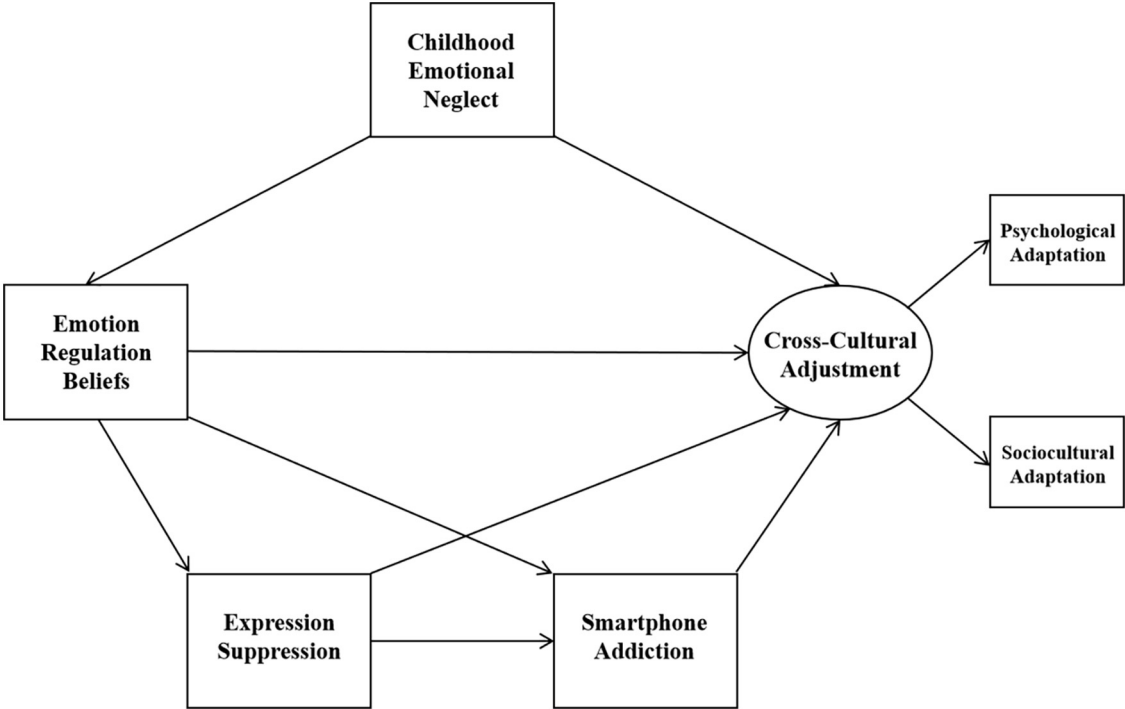 Childhood
Emotional
Neglect
Psychological
Adaptation
Emotion
Regulation
Beliefs
Cross-Cultural
Adjustment
Sociocultural
Adaptation
Expression
Suppression
Smartphone
Addiction